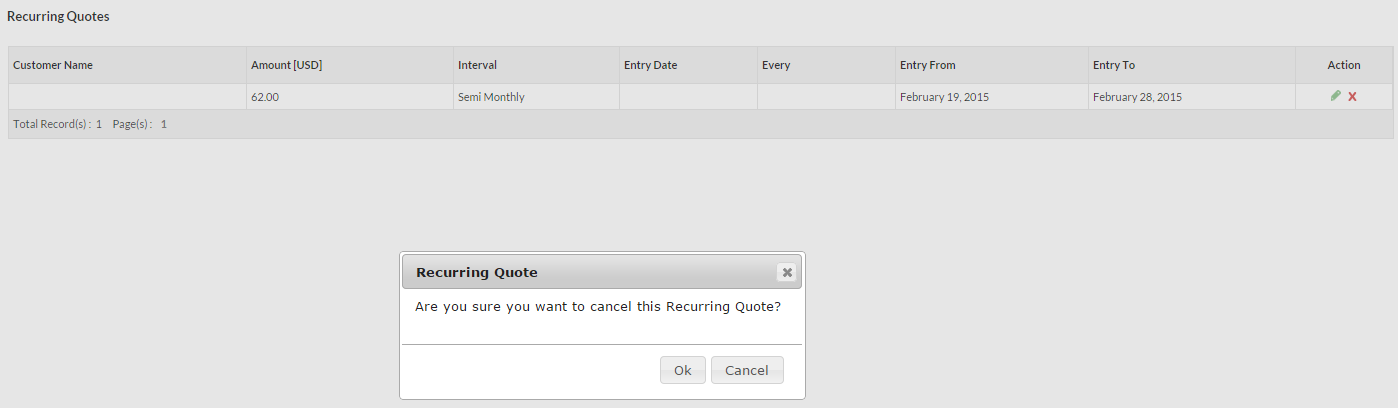 Recurring Quotes
Customer Name Amount [USD] Interval Entry Date Every Entry From Entry To Action
62.00 Semi Monthly February 19, 2015 February 28, 2015
Total Record(s) : 1 Page(s) : 1
Recurring Quote
Are you sure you want to cancel this Recurring Quote?
Ok Cancel